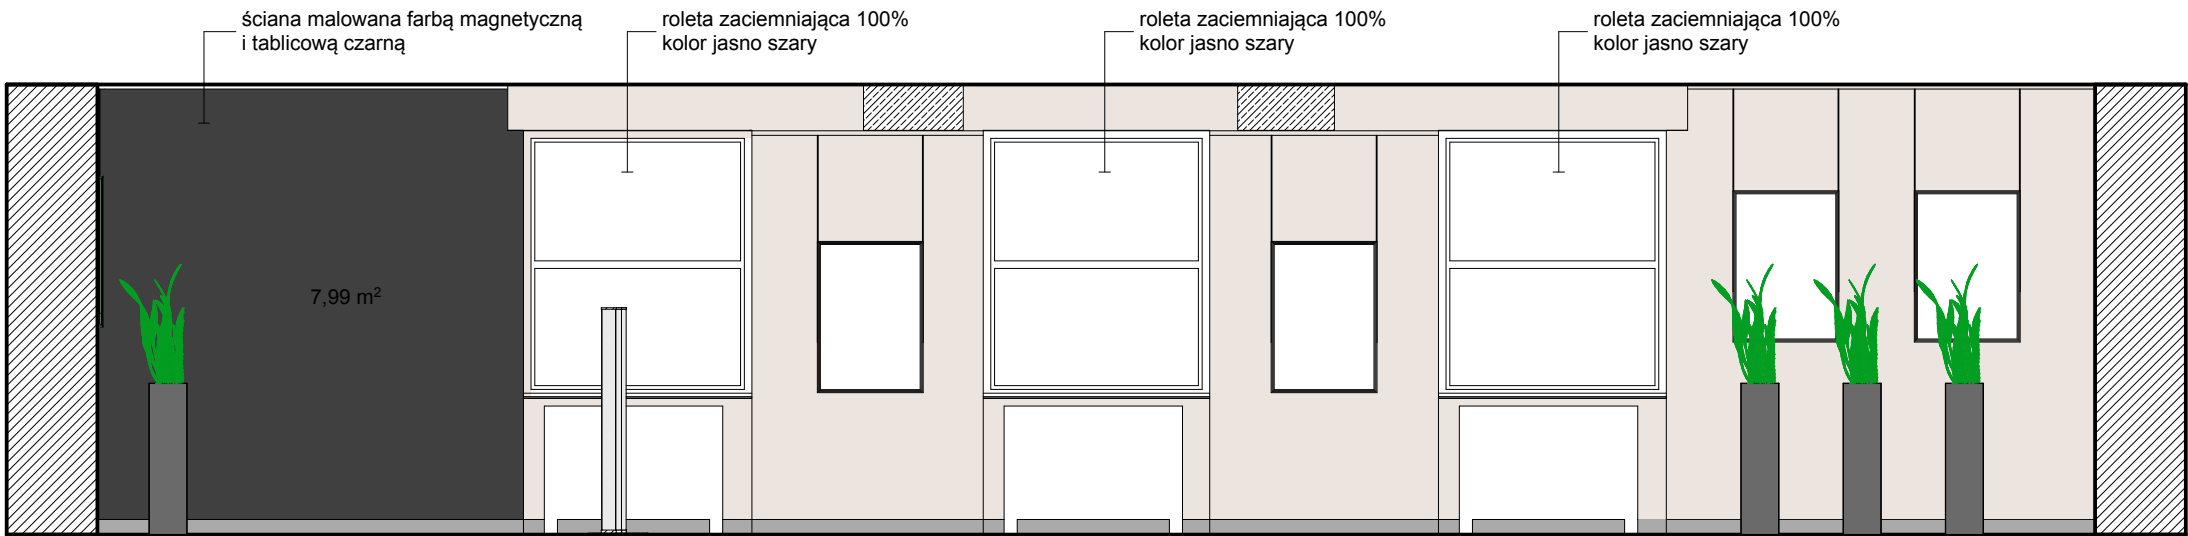 ściana malowana farbą magnetyczną
i tablicową czarną
roleta zaciemniająca 100%
kolor jasno szary
roleta zaciemniająca 100%
kolor jasno szary
roleta zaciemniająca 100%
kolor jasno szary
7,99 m²